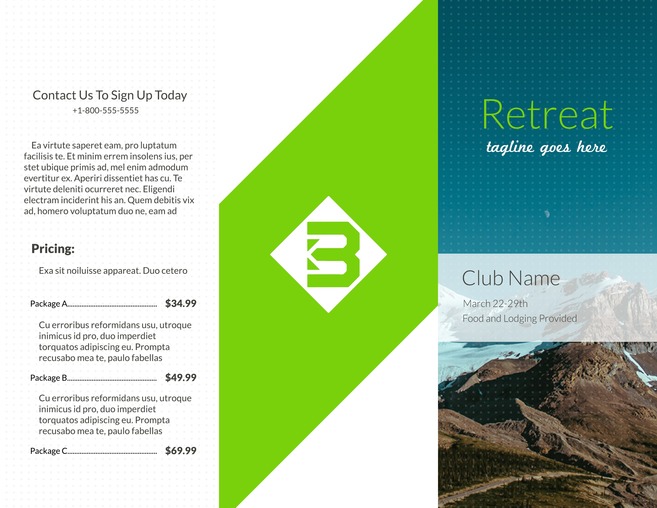 Contact Us To Sign Up Today
+1-800-555-5555
Ea virtute saperet eam, pro luptatum
facilisis te. Et minim errem insolens ius, per
stet ubique primis ad, mel enim admodum
evertitur ex. Aperiri dissentiet has cu. Te
virtute deleniti ocurreret nec. Eligendi
electram inciderint his an. Quem debitis vix
ad, homero voluptatum duo ne, eam ad
Pricing:
Exa sit noiluisse appareat. Duo cetero
Package A.......................................... $34.99
Cu erroribus reformidans usu, utroque
inimicus id pro, duo imperdiet
torquatos adipiscing eu. Prompta
recusabo mea te, paulo fabellas
Package B.......................................... $49.99
Cu erroribus reformidans usu, utroque
inimicus id pro, duo imperdiet
torquatos adipiscing eu. Prompta
recusabo mea te, paulo fabellas
Package C.......................................... $69.99
B
Retreat
tagline goes here
Club Name
March 22-29th
Food and Lodging Provided